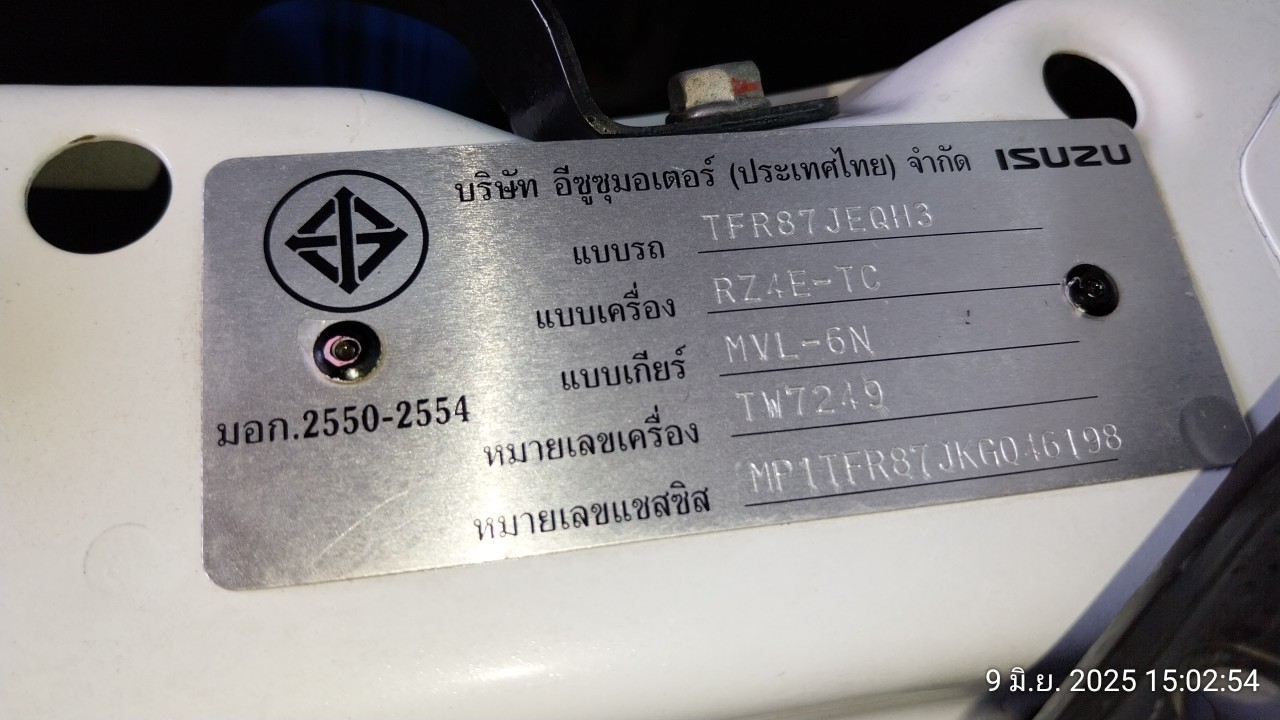 บริษัท อีซูซุมอเตอร์ (ประเทศไทย) จำกัด ISUZU
แบบรถ TFR87JEQH3
แบบเครื่อง RZ4E-TC
แบบเกียร์ MVL-6N
มอก.2550-2554
หมายเลขเครื่อง TW7249
หมายเลขแชสซิส MP1TFR87JKG046198
9 มิ.ย. 2025 15:02:54